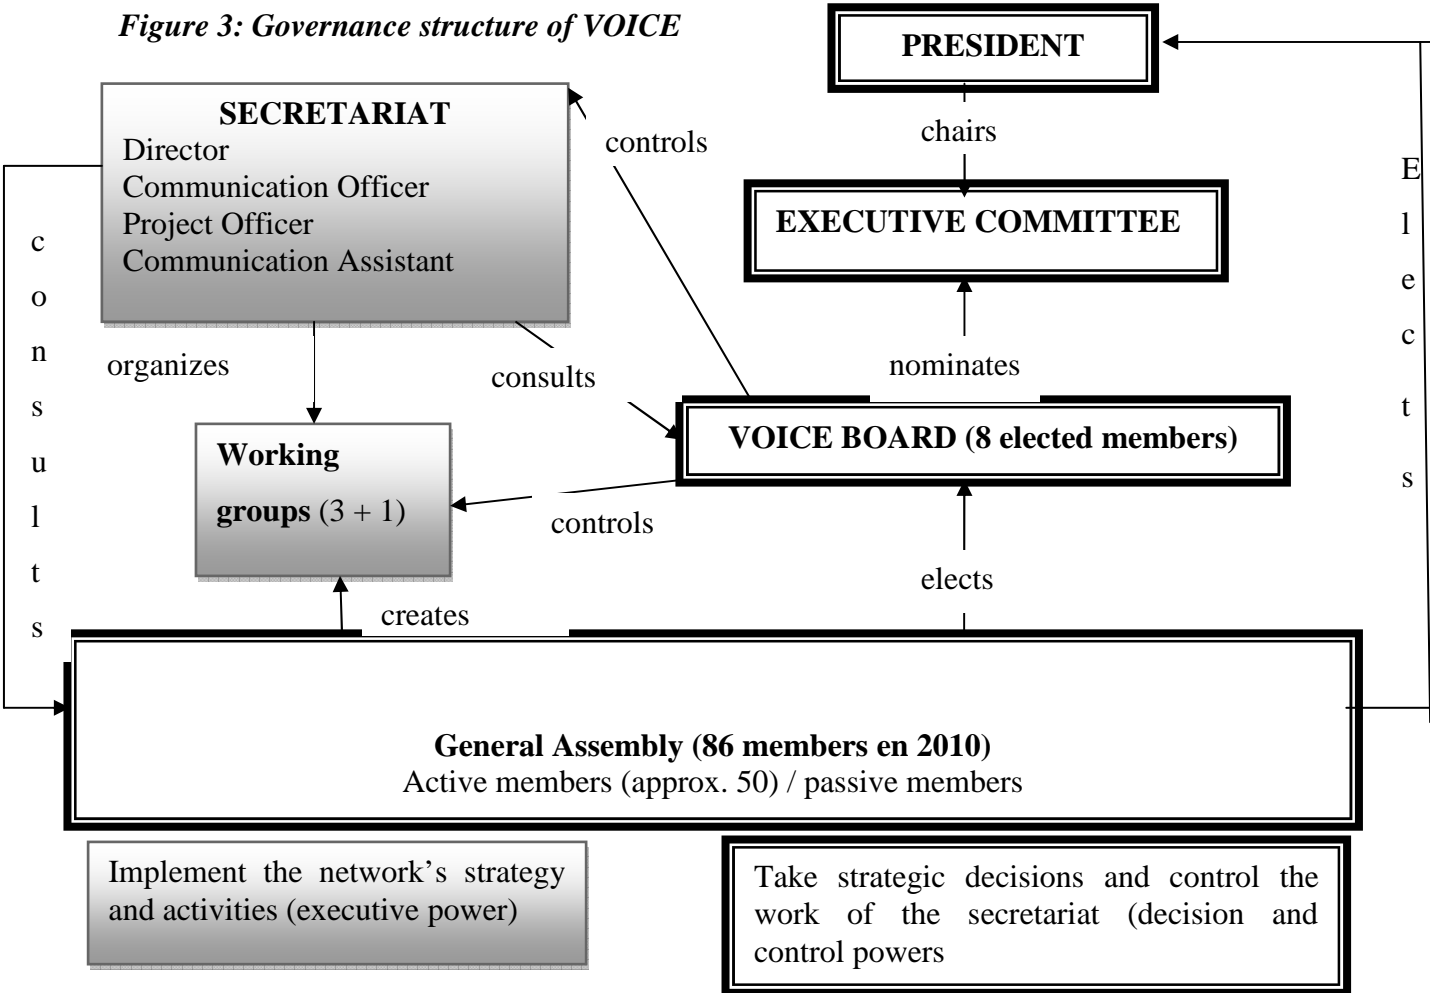 Figure 3: Governance structure of VOICE
PRESIDENT
SECRETARIAT
Director
Communication Officer
Project Officer
Communication Assistant
controls
chairs
Elects
EXECUTIVE COMMITTEE
consults
organizes
consults
nominates
VOICE BOARD (8 elected members)
Working
groups (3 + 1)
controls
elects
creates
General Assembly (86 members en 2010)
Active members (approx. 50) / passive members
Implement the network’s strategy
and activities (executive power)
Take strategic decisions and control the
work of the secretariat (decision and
control powers